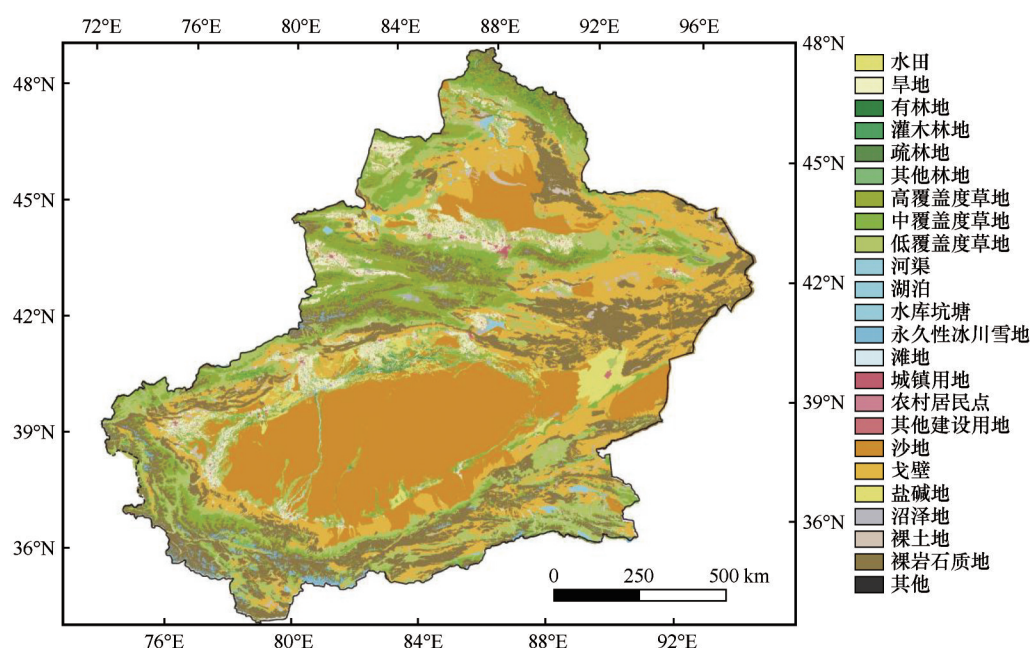 72°E 76°E 80°E 84°E 88°E 92°E 96°E
48°N
48°N
45°N
45°N
42°N
42°N
39°N
39°N
36°N
36°N
水田
旱地
有林地
灌木林地
疏林地
其他林地
高覆盖度草地
中覆盖度草地
低覆盖度草地
河渠
湖泊
水库坑塘
永久性冰川雪地
滩地
城镇用地
农村居民点
其他建设用地
沙地
戈壁
盐碱地
沼泽地
裸土地
裸岩石质地
其他
0 250 500 km
76°E 80°E 84°E 88°E 92°E